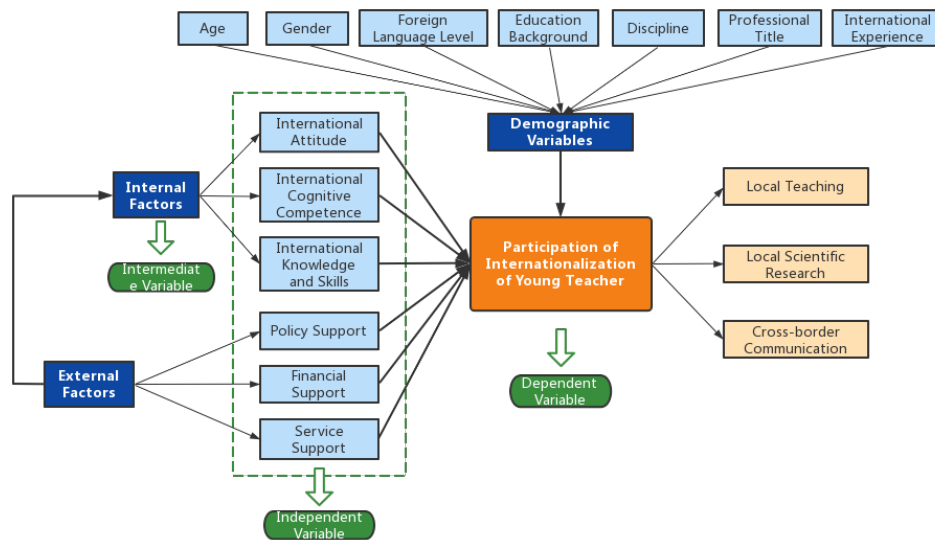 Age
Gender
Foreign
Language Level
Education
Background
Discipline
Professional
Title
International
Experience
Demographic
Variables
International
Attitude
Internal
Factors
International
Cognitive
Competence
International
Knowledge
and Skills
Intermediat
e Variable
Policy Support
External
Factors
Financial
Support
Service
Support
Independent
Variable
Participation of
Internationalization
of Young Teacher
Dependent
Variable
Local Teaching
Local Scientific
Research
Cross-border
Communication